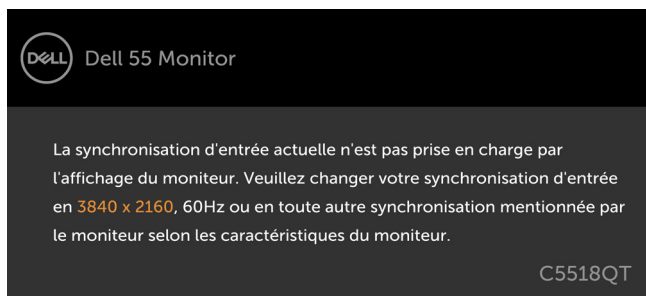 DELL Dell 55 Monitor
La synchronisation d'entrée actuelle n'est pas prise en charge par
l'affichage du moniteur. Veuillez changer votre synchronisation d'entrée
en 3840 x 2160, 60Hz ou en toute autre synchronisation mentionnée par
le moniteur selon les caractéristiques du moniteur.
C5518QT